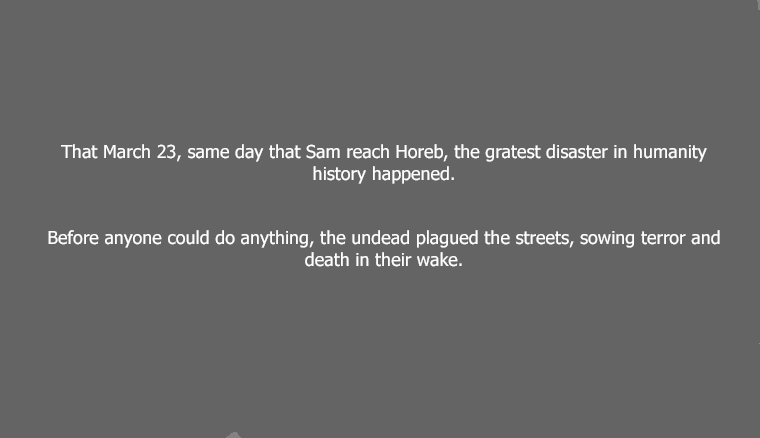 That March 23, same day that Sam reach Horeb, the gratest disaster in humanity
history happened.
Before anyone could do anything, the undead plagued the streets, sowing terror and
death in their wake.